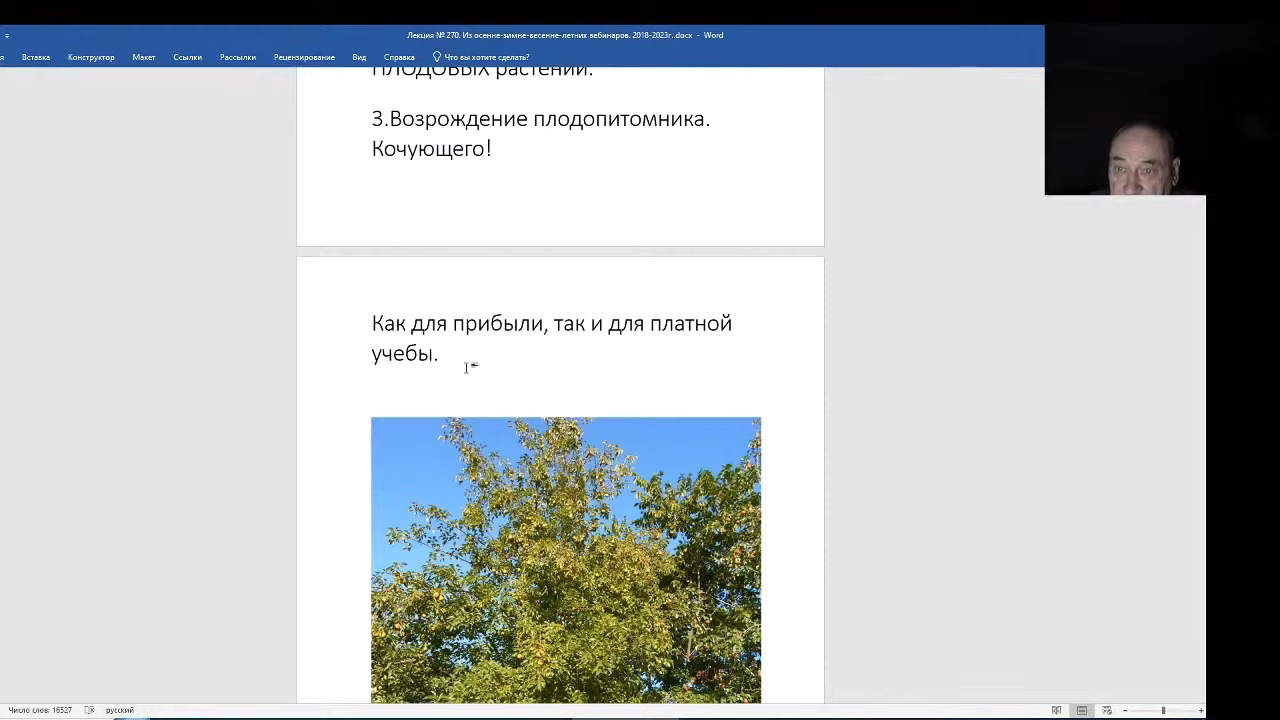 Лекция № 270. Из осенне-зимне-весенне-летних вебинаров. 2018-2023г..docx - Word
я Вставка Конструктор Макет Ссылки Рассылки Рецензирование Вид Справка Что вы хотите сделать?
ПЛОДОВЫХ растений.
3.Возрождение плодопитомника.
Кочующего!
Как для прибыли, так и для платной
учебы.
Число слов: 16527 русский